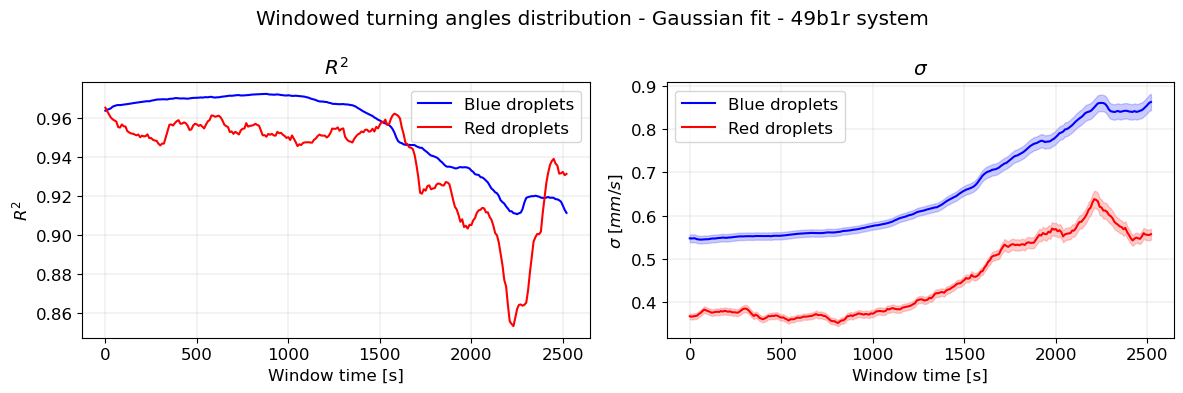 Windowed turning angles distribution - Gaussian fit - 49b1r system
R²
R²
0.96
0.94
0.92
0.90
0.88
0.86
0 500 1000 1500 2000 2500
Window time [s]
Blue droplets
Red droplets
σ
σ [mm/s]
0.9
0.8
0.7
0.6
0.5
0.4
0 500 1000 1500 2000 2500
Window time [s]
Blue droplets
Red droplets